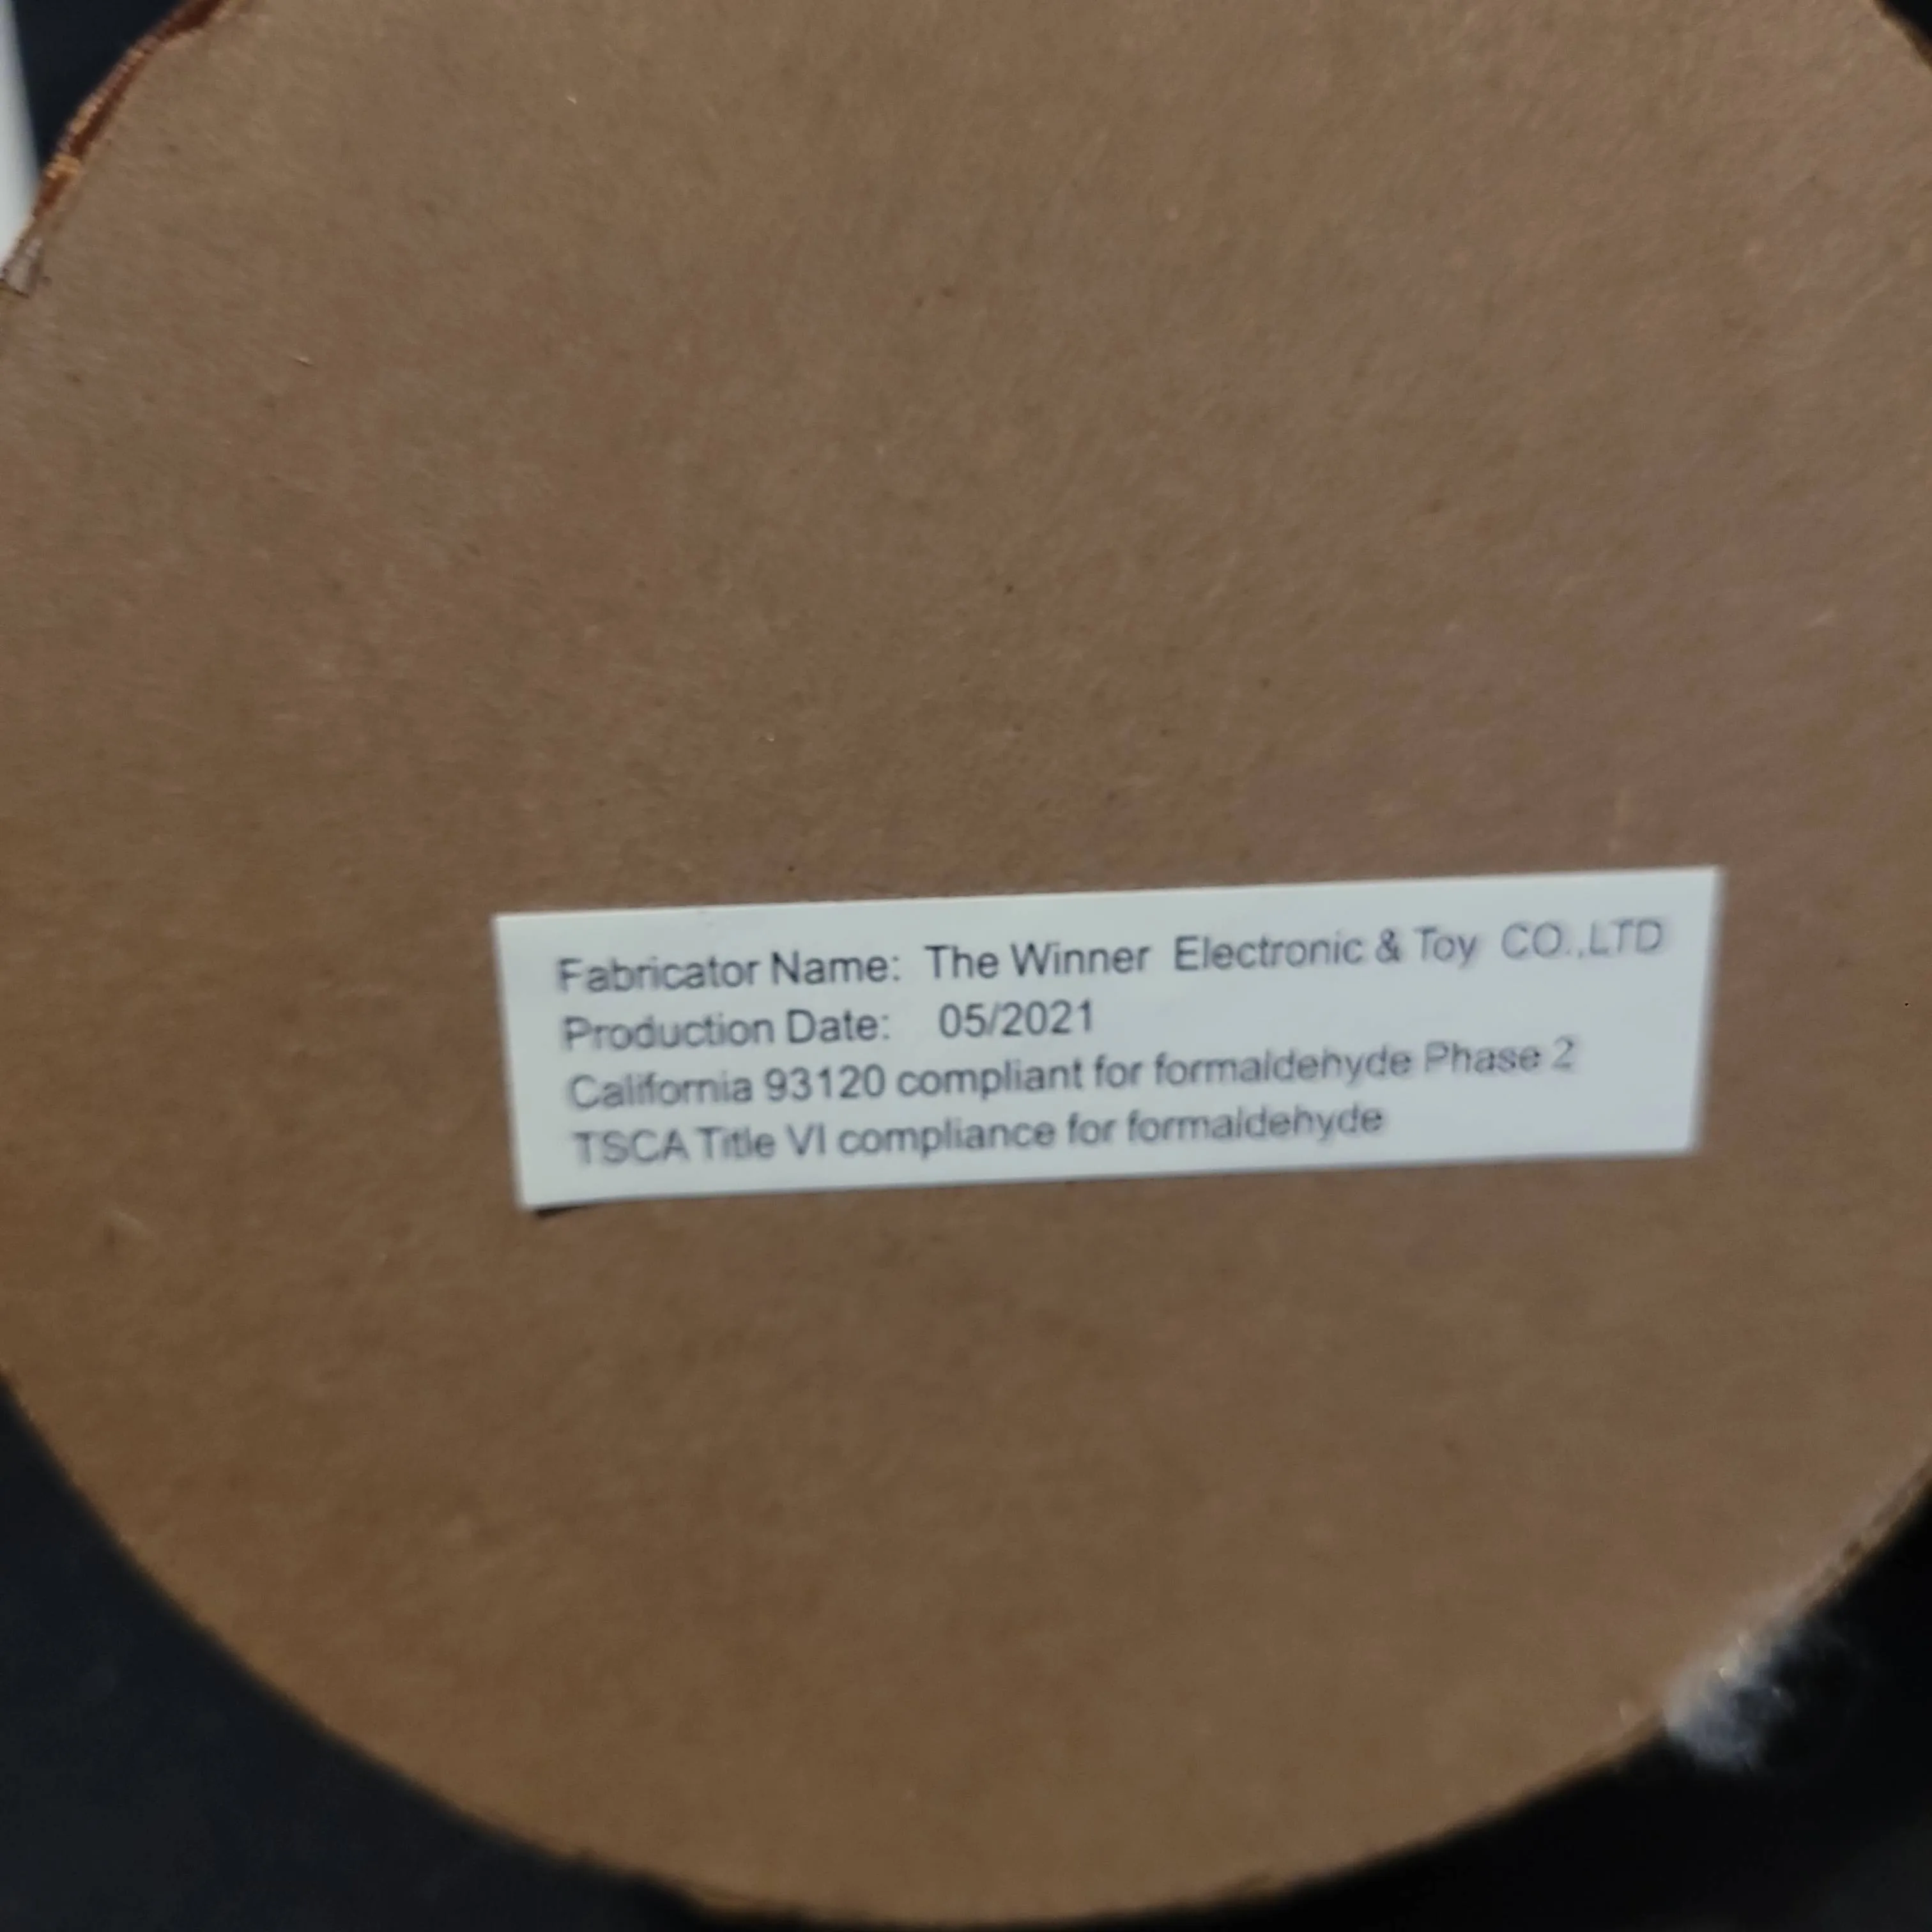 Fabricator Name: The Winner Electronic & Toy CO.,LTD
Production Date: 05/2021
California 93120 compliant for formaldehyde Phase 2
TSCA Title VI compliance for formaldehyde